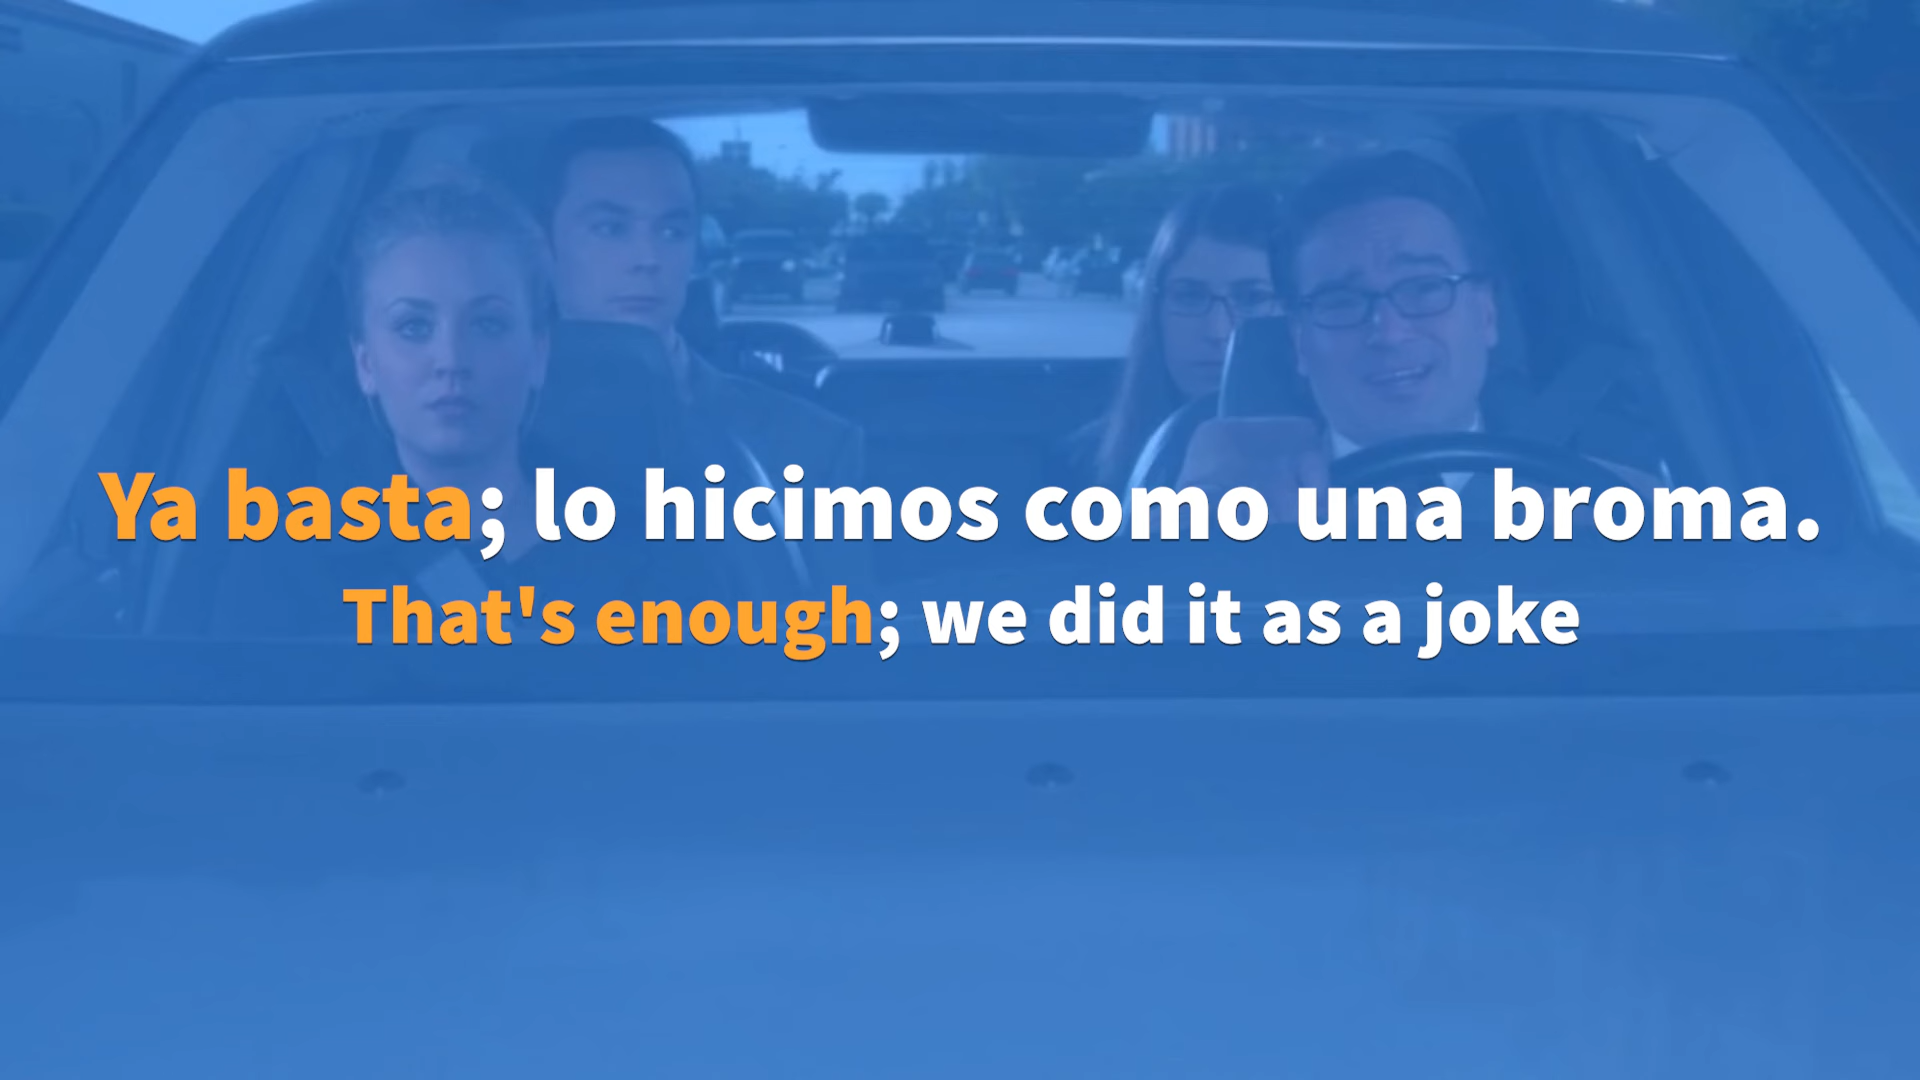 Ya basta; lo hicimos como una broma.
That's enough; we did it as a joke